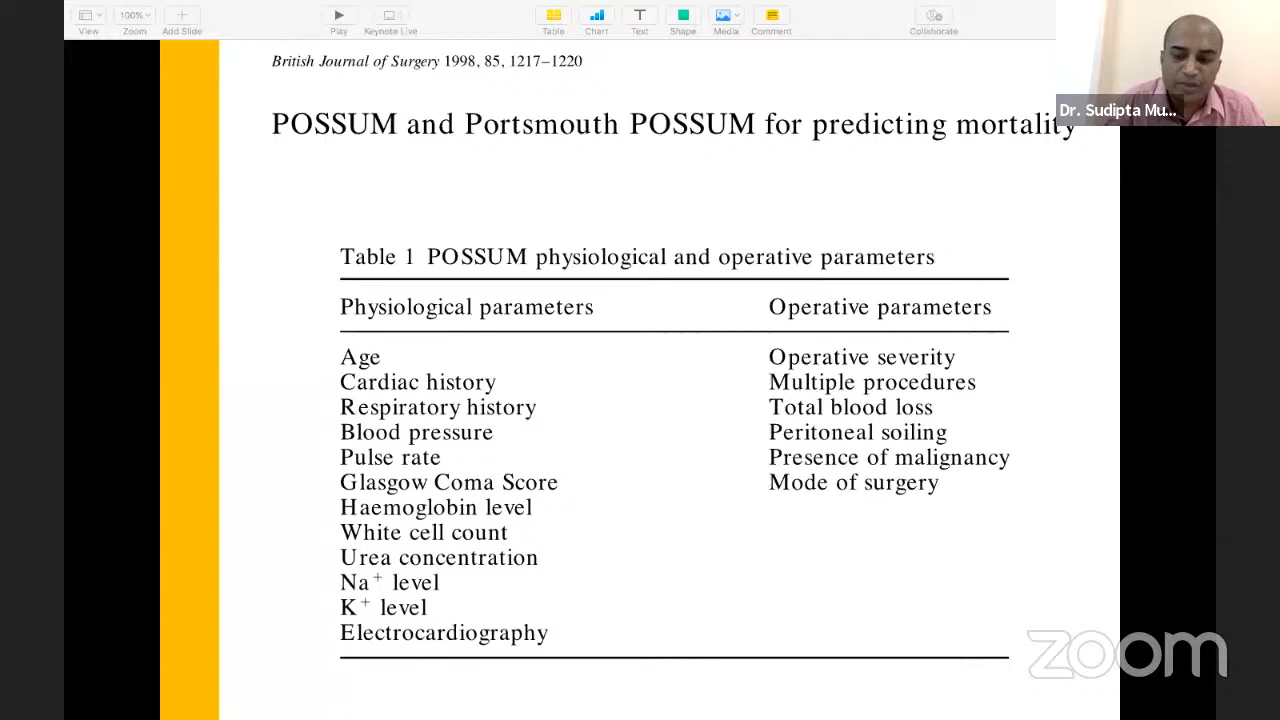 View
100%
Zoom
Add Slide
Play
Keynote Live
Table
Chart
Text
Shape
Media
Comment
Collaborate
Dr. Sudipta Mu...
British Journal of Surgery 1998, 85, 1217–1220
POSSUM and Portsmouth POSSUM for predicting mortality
Table 1 POSSUM physiological and operative parameters
Physiological parameters Operative parameters
Age Operative severity
Cardiac history Multiple procedures
Respiratory history Total blood loss
Blood pressure Peritoneal soiling
Pulse rate Presence of malignancy
Glasgow Coma Score Mode of surgery
Haemoglobin level
White cell count
Urea concentration
Na⁺ level
K⁺ level
Electrocardiography
zoom